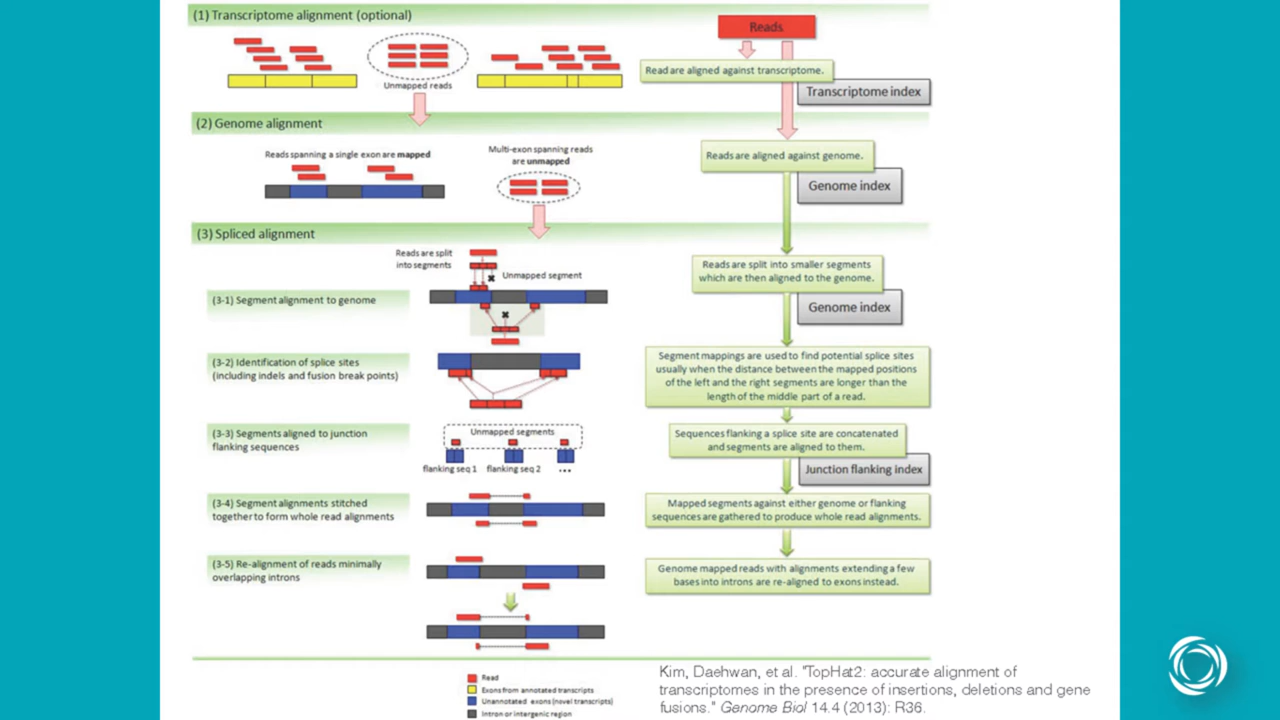 (1) Transcriptome alignment (optional)
Unmapped reads
Reads
Read are aligned against transcriptome.
Transcriptome index
(2) Genome alignment
Reads spanning a single exon are mapped
Multi-exon spanning reads
are unmapped
Reads are aligned against genome.
Genome index
(3) Spliced alignment
Reads are split
into segments
Unmapped segment
(3-1) Segment alignment to genome
Reads are split into smaller segments
which are then aligned to the genome.
Genome index
(3-2) Identification of splice sites
(including indels and fusion break points)
Segment mappings are used to find potential splice sites
usually when the distance between the mapped positions
of the left and the right segments are longer than the
length of the middle part of a read.
(3-3) Segments aligned to junction
flanking sequences
Unmapped segments
flanking seq 1 flanking seq 2 ...
Sequences flanking a splice site are concatenated
and segments are aligned to them.
Junction flanking index
(3-4) Segment alignments stitched
together to form whole read alignments
Mapped segments against either genome or flanking
sequences are gathered to produce whole read alignments.
(3-5) Re-alignment of reads minimally
overlapping introns
Genome mapped reads with alignments extending a few
bases into introns are re-aligned to exons instead.
Read
Exons from annotated transcripts
Unannotated exons (novel transcripts)
Intron or intergenic region
Kim, Daehwan, et al. "TopHat2: accurate alignment of
transcriptomes in the presence of insertions, deletions and gene
fusions." Genome Biol 14.4 (2013): R36.